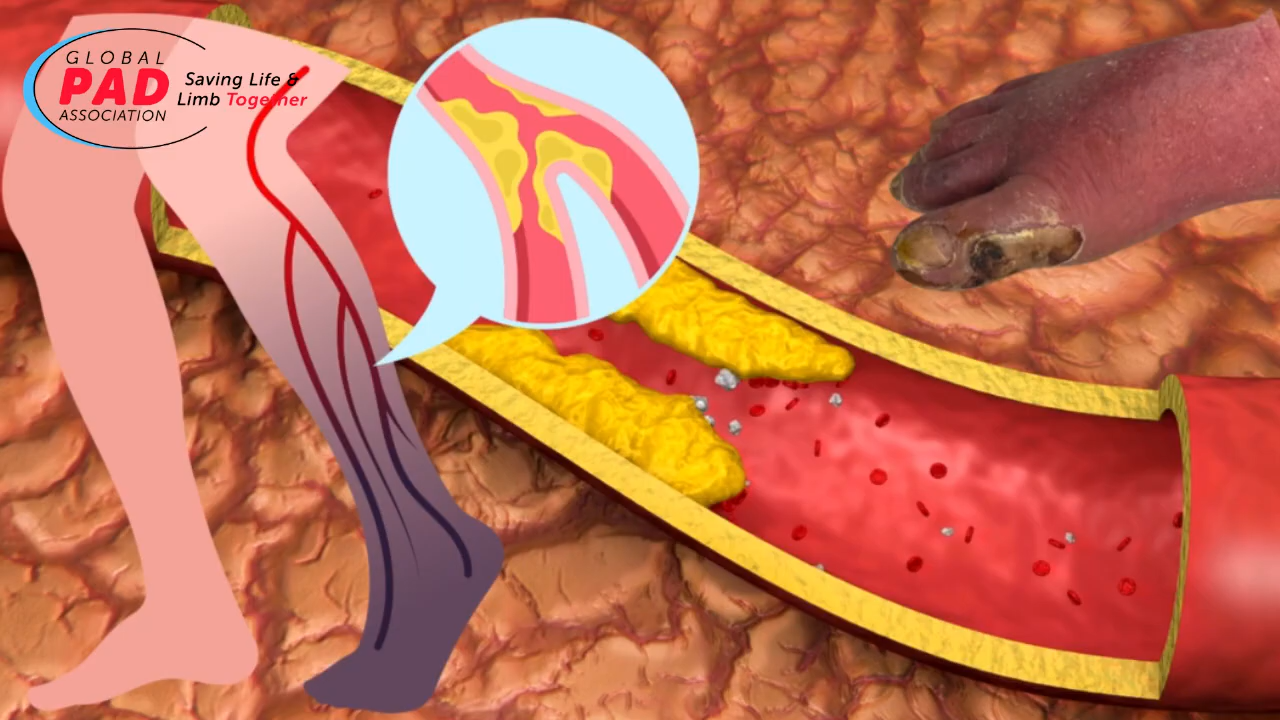 GLOBAL
PAD
ASSOCIATION
Saving Life &
Limb Together